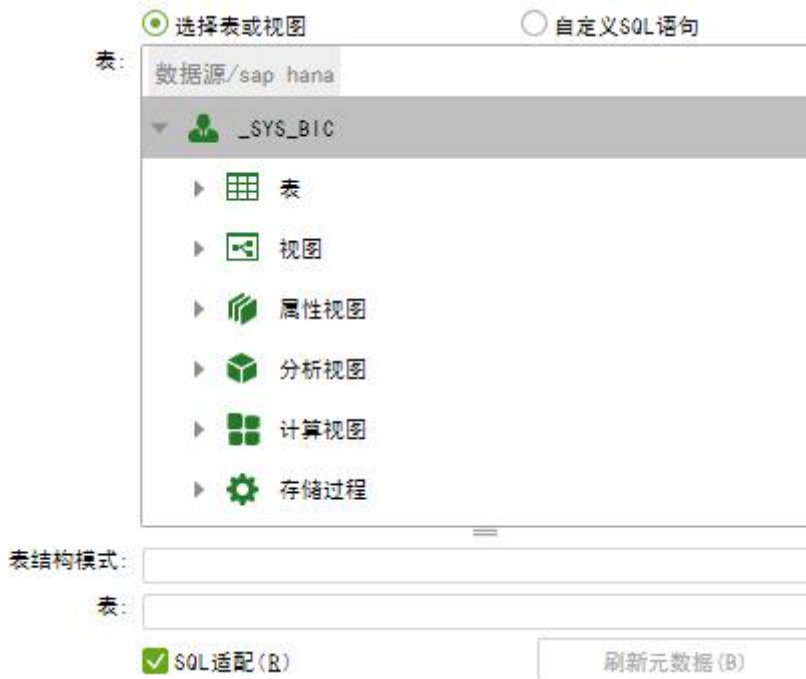 选择表或视图 自定义SQL语句
表:
数据源/sap hana
_SYS_BIC
表
视图
属性视图
分析视图
计算视图
存储过程
表结构模式:
表:
SQL适配(R) 刷新元数据(B)